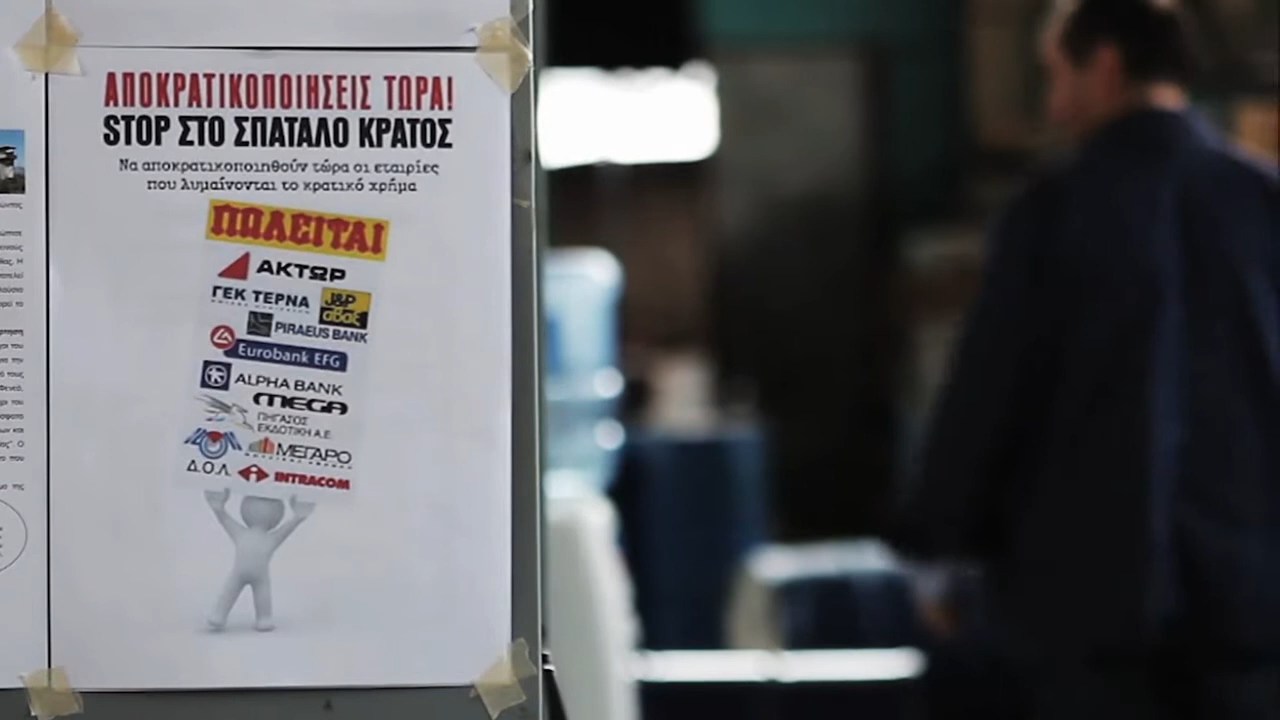 ΑΠΟΚΡΑΤΙΚΟΠΟΙΗΣΕΙΣ ΤΩΡΑ!
STOP ΣΤΟ ΣΠΑΤΑΛΟ ΚΡΑΤΟΣ
Να αποκρατικοποιηθούν τώρα οι εταιρίες
που λυμαίνονται το κρατικό χρήμα
ΠΩΛΕΙΤΑΙ
ΑΚΤΩΡ
ΓΕΚ ΤΕΡΝΑ
J&P
αβαξ
PIRAEUS BANK
Eurobank EFG
ALPHA BANK
MEGA
ΠΗΓΑΣΟΣ
ΕΚΔΟΤΙΚΗ Α.Ε.
ΜΕΓΑΡΟ
Δ.Ο.Λ.
INTRACOM